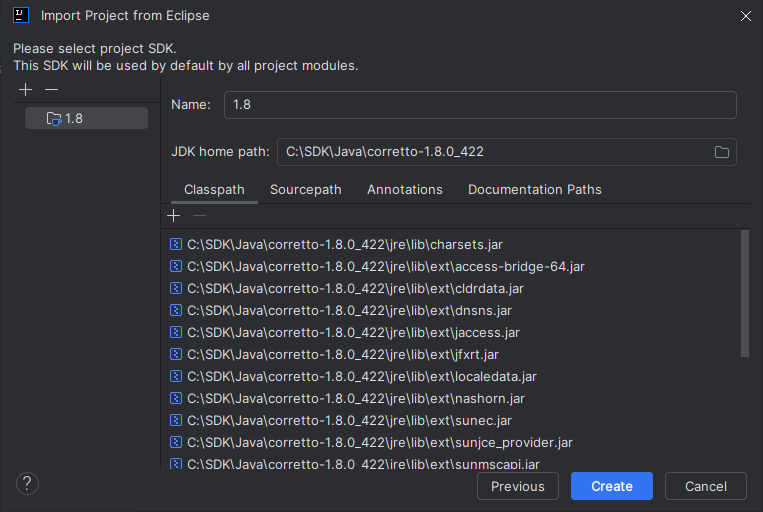 Import Project from Eclipse
Please select project SDK.
This SDK will be used by default by all project modules.
1.8
Name: 1.8
JDK home path: C:\SDK\Java\corretto-1.8.0_422
Classpath Sourcepath Annotations Documentation Paths
C:\SDK\Java\corretto-1.8.0_422\jre\lib\charsets.jar
C:\SDK\Java\corretto-1.8.0_422\jre\lib\ext\access-bridge-64.jar
C:\SDK\Java\corretto-1.8.0_422\jre\lib\ext\cldrdata.jar
C:\SDK\Java\corretto-1.8.0_422\jre\lib\ext\dnsns.jar
C:\SDK\Java\corretto-1.8.0_422\jre\lib\ext\jaccess.jar
C:\SDK\Java\corretto-1.8.0_422\jre\lib\ext\jfxrt.jar
C:\SDK\Java\corretto-1.8.0_422\jre\lib\ext\localedata.jar
C:\SDK\Java\corretto-1.8.0_422\jre\lib\ext\nashorn.jar
C:\SDK\Java\corretto-1.8.0_422\jre\lib\ext\sunec.jar
C:\SDK\Java\corretto-1.8.0_422\jre\lib\ext\sunjce_provider.jar
C:\SDK\Java\corretto-1.8.0_422\jre\lib\ext\sunmscapi.jar
? Previous Create Cancel